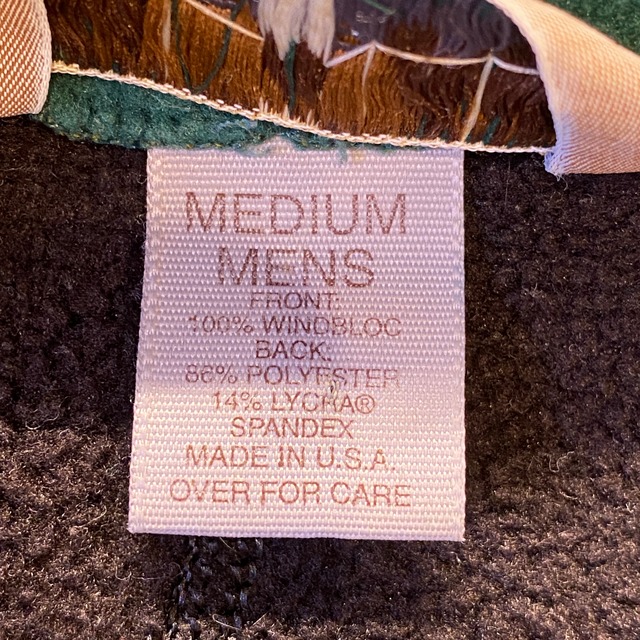 MEDIUM
MENS
FRONT:
100% WINDBLOC
BACK:
86% POLYESTER
14% LYCRA®
SPANDEX
MADE IN U.S.A.
OVER FOR CARE